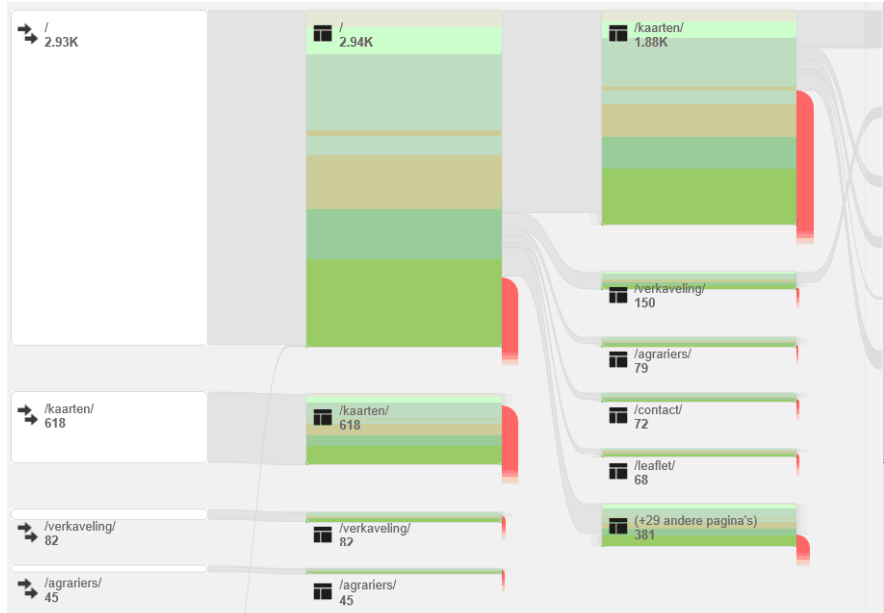 /
2.93K
/
2.94K
/kaarten/
1.88K
/verkaveling/
150
/agrariers/
79
/kaarten/
618
/kaarten/
618
/contact/
72
/leaflet/
68
/verkaveling/
82
/verkaveling/
82
(+29 andere pagina's)
381
/agrariers/
45
/agrariers/
45